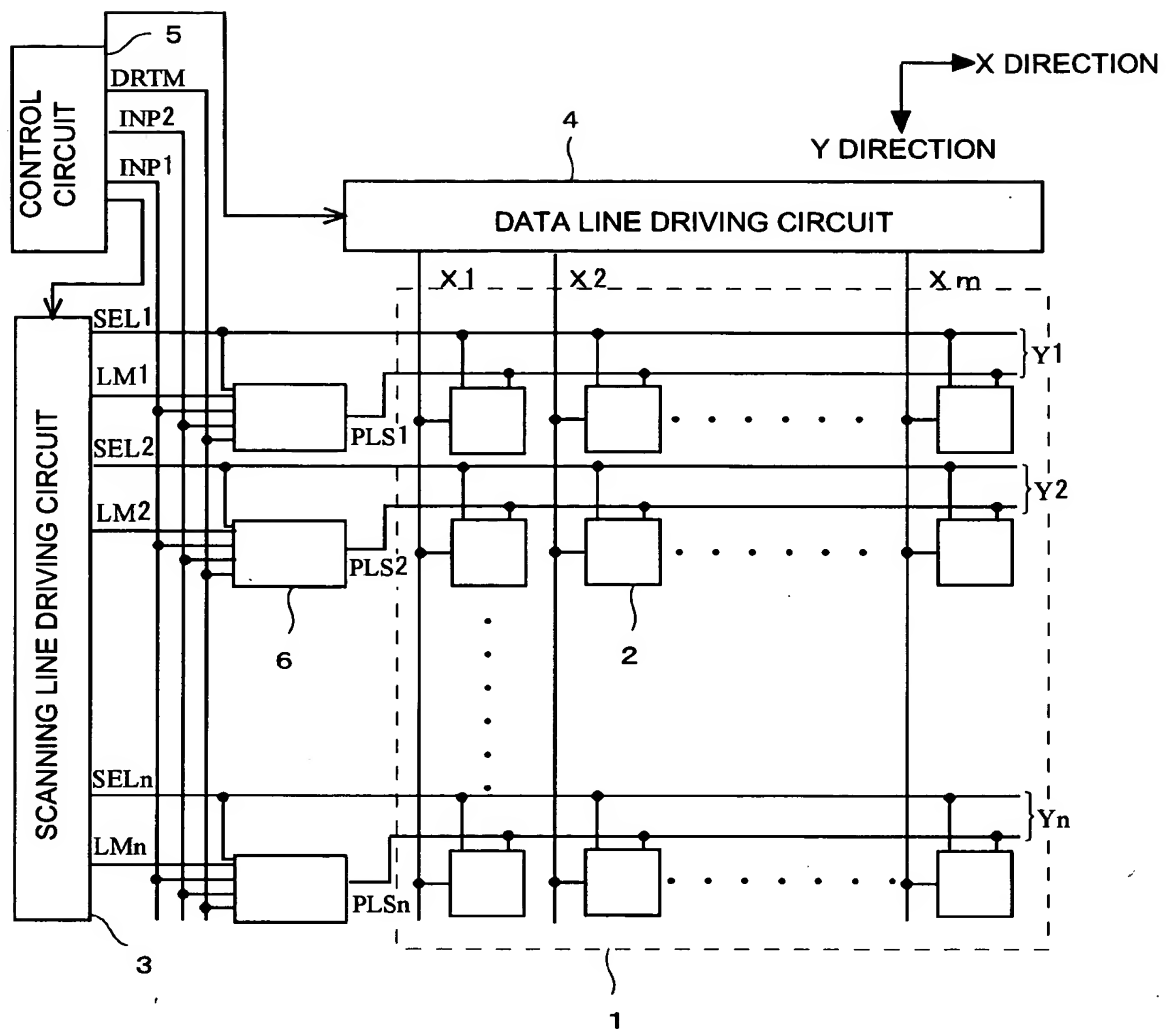 5
CONTROL
CIRCUIT
DRTM
INP2
INP1
X DIRECTION
Y DIRECTION
4
DATA LINE DRIVING CIRCUIT
X1
X2
Xm
SCANNING LINE DRIVING CIRCUIT
SEL1
Y1
LM1
PLS1
SEL2
Y2
LM2
PLS2
6
2
SELn
Yn
LMn
PLSn
3
1